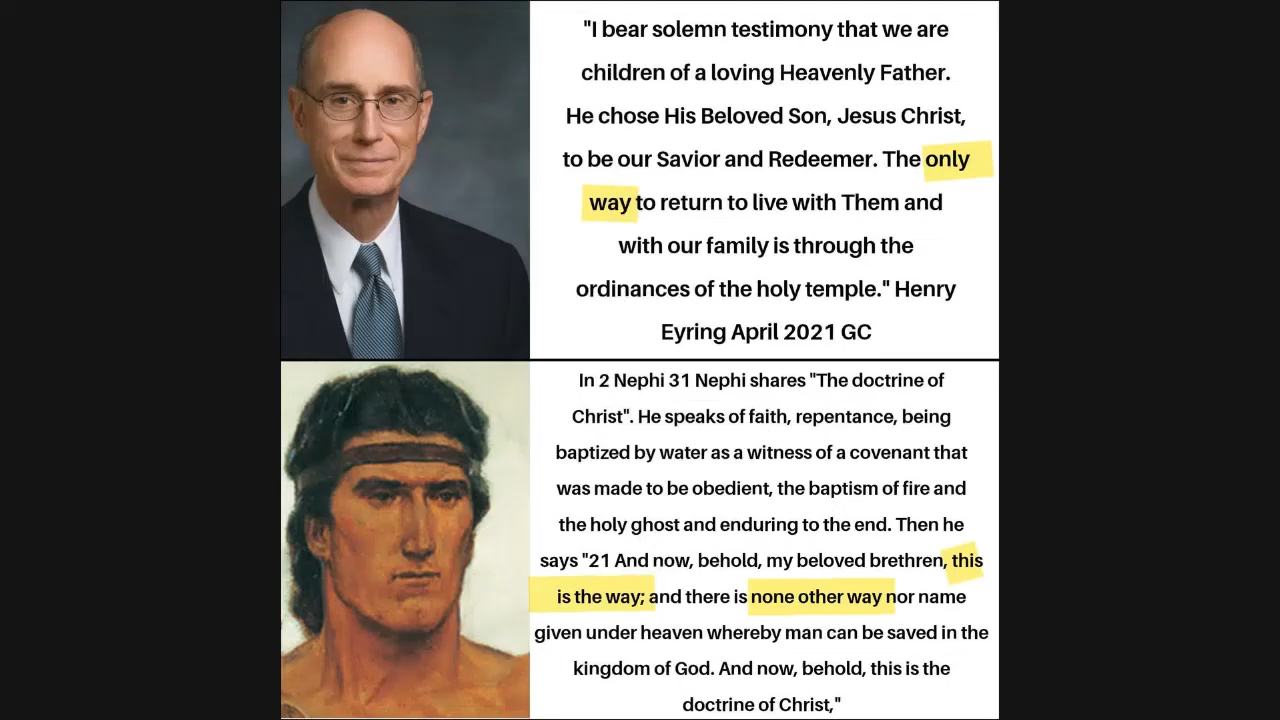 "I bear solemn testimony that we are
children of a loving Heavenly Father.
He chose His Beloved Son, Jesus Christ,
to be our Savior and Redeemer. The only
way to return to live with Them and
with our family is through the
ordinances of the holy temple." Henry
Eyring April 2021 GC
In 2 Nephi 31 Nephi shares "The doctrine of
Christ". He speaks of faith, repentance, being
baptized by water as a witness of a covenant that
was made to be obedient, the baptism of fire and
the holy ghost and enduring to the end. Then he
says "21 And now, behold, my beloved brethren, this
is the way; and there is none other way nor name
given under heaven whereby man can be saved in the
kingdom of God. And now, behold, this is the
doctrine of Christ,"